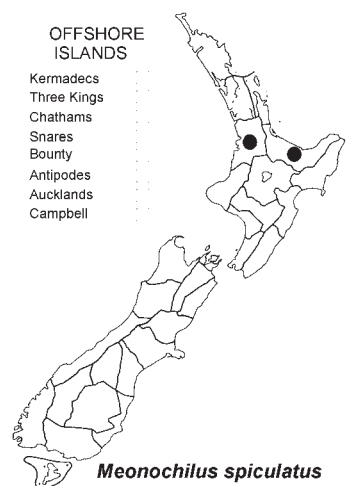 OFFSHORE
ISLANDS
Kermadecs
Three Kings
Chathams
Snares
Bounty
Antipodes
Aucklands
Campbell
Meonochilus spiculatus